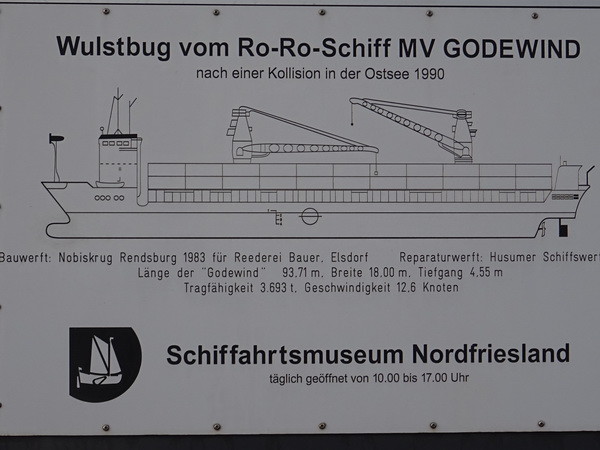 Wulstbug vom Ro-Ro-Schiff MV GODEWIND
nach einer Kollision in der Ostsee 1990
Bauwerft: Nobiskrug Rendsburg 1983 für Reederei Bauer, Elsdorf Reparaturwerft: Husumer Schiffswerf
Länge der "Godewind" 93,71 m, Breite 18,00 m, Tiefgang 4,55 m
Tragfähigkeit 3.693 t, Geschwindigkeit 12,6 Knoten
Schiffahrtsmuseum Nordfriesland
täglich geöffnet von 10.00 bis 17.00 Uhr